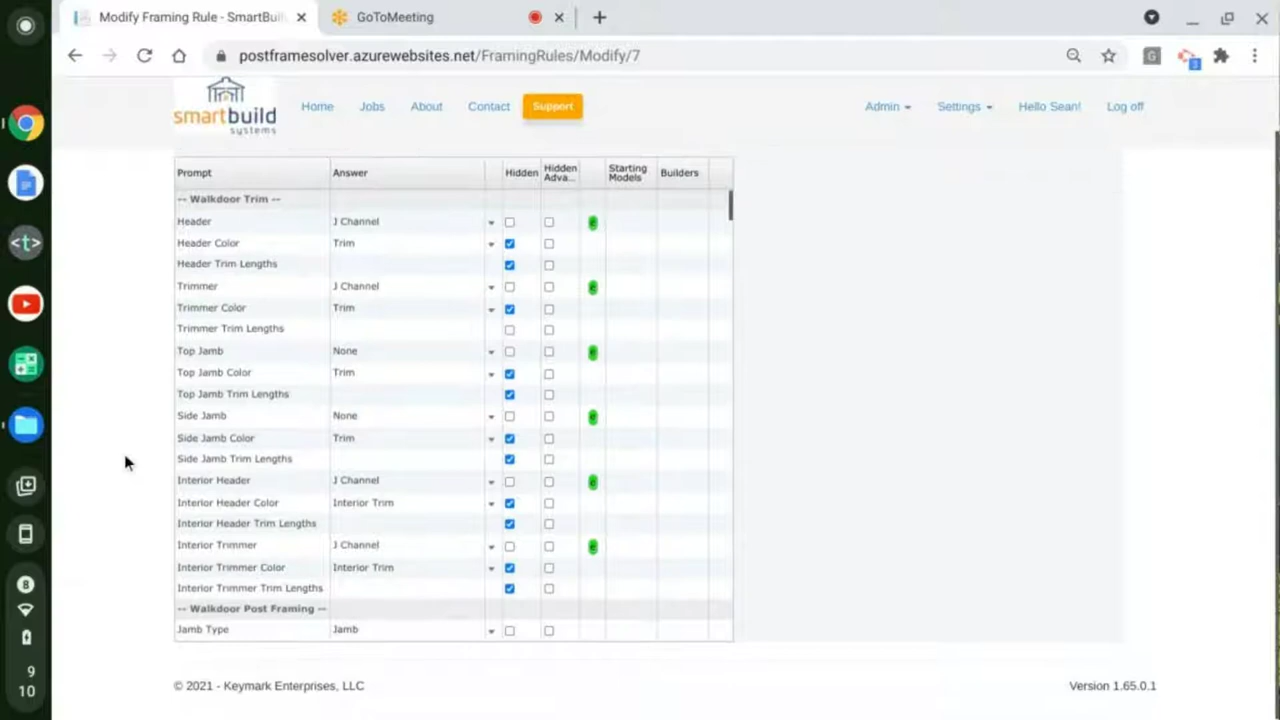 Modify Framing Rule - SmartBuil
GoToMeeting
postframesolver.azurewebsites.net/FramingRules/Modify/7
G
3
smartbuild
systems
Home Jobs About Contact Support Admin Settings Hello Sean! Log off
Prompt Answer Hidden Hidden Adva... Starting Models Builders
-- Walkdoor Trim --
Header J Channel e
Header Color Trim
Header Trim Lengths
Trimmer J Channel e
Trimmer Color Trim
Trimmer Trim Lengths
Top Jamb None e
Top Jamb Color Trim
Top Jamb Trim Lengths
Side Jamb None e
Side Jamb Color Trim
Side Jamb Trim Lengths
Interior Header J Channel e
Interior Header Color Interior Trim
Interior Header Trim Lengths
Interior Trimmer J Channel e
Interior Trimmer Color Interior Trim
Interior Trimmer Trim Lengths
-- Walkdoor Post Framing --
Jamb Type Jamb
© 2021 - Keymark Enterprises, LLC Version 1.65.0.1
<t>
8
9
10